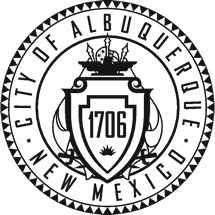 · CITY OF ALBUQUERQUE ·
1706
NEW MEXICO